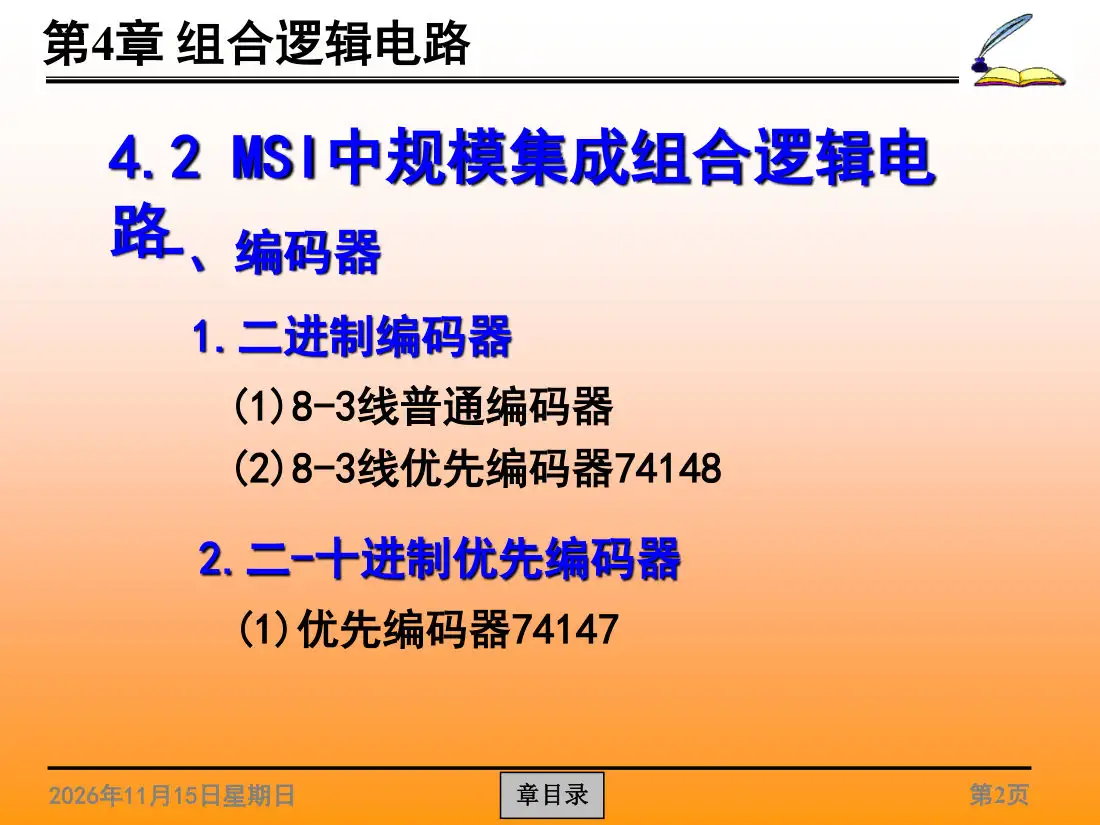 第4章 组合逻辑电路
4.2 MSI中规模集成组合逻辑电
路
一、编码器
1.二进制编码器
(1)8-3线普通编码器
(2)8-3线优先编码器74148
2.二-十进制优先编码器
(1)优先编码器74147
2026年11月15日星期日
章目录
第2页